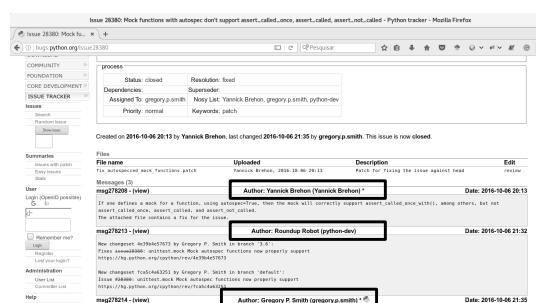 Issue 28380: Mock functions with autospec don't support assert_called_once, assert_called, assert_not_called - Python tracker - Mozilla Firefox
Issue 28380: Mock fu... × +
bugs.python.org/issue28380
Pesquisar
COMMUNITY
FOUNDATION
CORE DEVELOPMENT
ISSUE TRACKER
Issues
Search
Random Issue
Show issue
Summaries
Issues with patch
Easy issues
Stats
User
Login (OpenID possible)
Remember me?
Login
Register
Lost your login?
Administration
User List
Committer List
Help
process
Status: closed Resolution: fixed
Dependencies: Superseder:
Assigned To: gregory.p.smith Nosy List: Yannick Brehon, gregory.p.smith, python-dev
Priority: normal Keywords: patch
Created on 2016-10-06 20:13 by Yannick Brehon, last changed 2016-10-06 21:35 by gregory.p.smith. This issue is now closed.
Files
File name Uploaded Description Edit
fix_autospecced_mock_functions.patch Yannick Brehon, 2016-10-06 20:13 Patch for fixing the issue against head review
Messages (3)
msg278208 - (view) Author: Yannick Brehon (Yannick Brehon) * Date: 2016-10-06 20:13
If one defines a mock for a function, using autospec=True, then the mock will correctly support assert_called_once_with(), among others, but not
assert_called_once, assert_called, and assert_not_called.
The attached file contains a fix for the issue.
msg278213 - (view) Author: Roundup Robot (python-dev) Date: 2016-10-06 21:32
New changeset 4e39b4e57673 by Gregory P. Smith in branch '3.6':
Fixes issue28380: unittest.mock Mock autospec functions now properly support
https://hg.python.org/cpython/rev/4e39b4e57673
New changeset fca5c4a63251 by Gregory P. Smith in branch 'default':
Issue #28380: unittest.mock Mock autospec functions now properly support
https://hg.python.org/cpython/rev/fca5c4a63251
msg278214 - (view) Author: Gregory P. Smith (gregory.p.smith) * Date: 2016-10-06 21:35